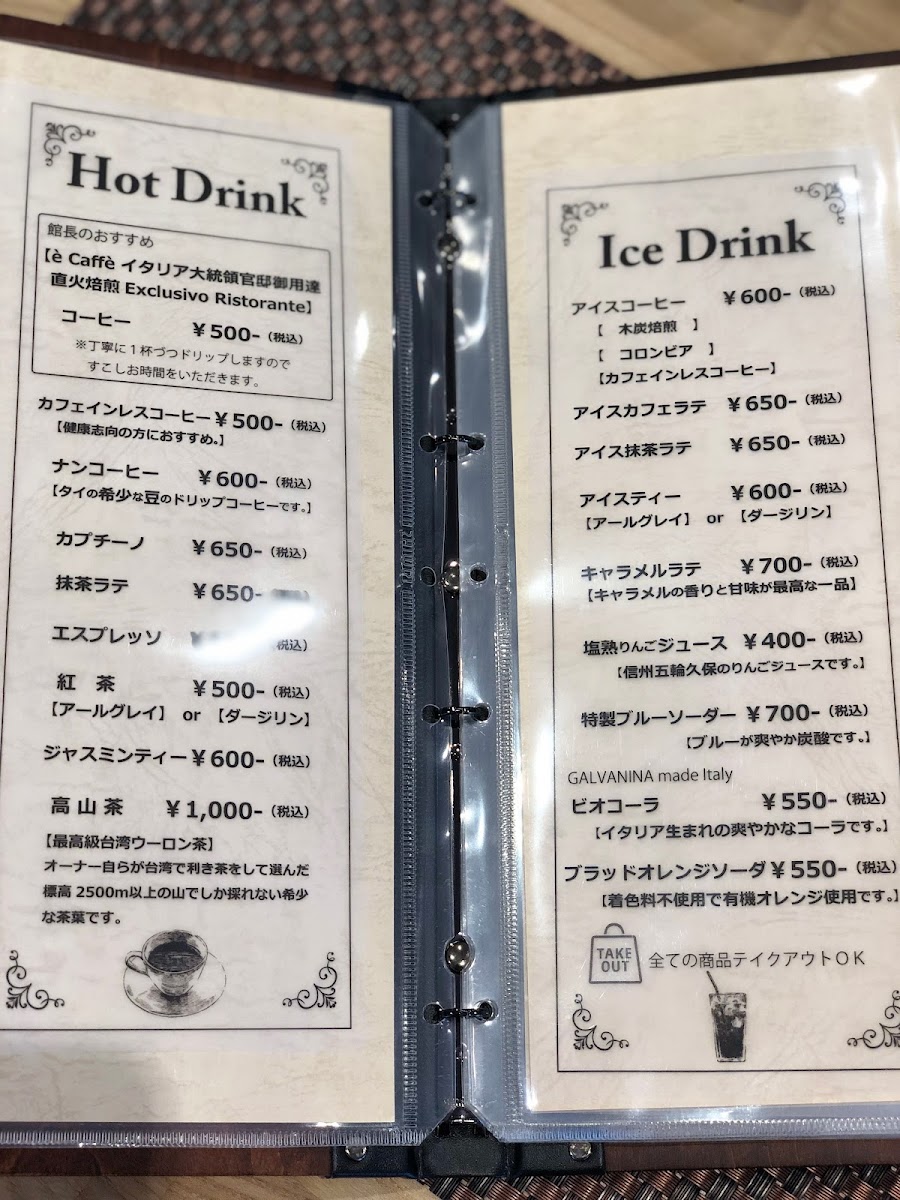 Hot Drink
館長のおすすめ
【è Caffè イタリア大統領官邸御用達
直火焙煎 Exclusivo Ristorante】
コーヒー ¥500-（税込）
※丁寧に1杯づつドリップしますので
すこしお時間をいただきます。
カフェインレスコーヒー ¥500-（税込）
【健康志向の方におすすめ。】
ナンコーヒー ¥600-（税込）
【タイの希少な豆のドリップコーヒーです。】
カプチーノ ¥650-（税込）
抹茶ラテ ¥650-
エスプレッソ 税込）
紅 茶 ¥500-（税込）
【アールグレイ】 or 【ダージリン】
ジャスミンティー ¥600-（税込）
高山茶 ¥1,000-（税込）
【最高級台湾ウーロン茶】
オーナー自らが台湾で利き茶をして選んだ
標高 2500m以上の山でしか採れない希少
な茶葉です。
Ice Drink
アイスコーヒー ¥600-（税込）
【 木炭焙煎 】
【 コロンビア 】
【カフェインレスコーヒー】
アイスカフェラテ ¥650-（税込）
アイス抹茶ラテ ¥650-（税込）
アイスティー ¥600-（税込）
【アールグレイ】 or 【ダージリン】
キャラメルラテ ¥700-（税込）
【キャラメルの香りと甘味が最高な一品】
塩熟りんごジュース ¥400-（税込）
【信州五輪久保のりんごジュースです。】
特製ブルーソーダー ¥700-（税込）
【ブルーが爽やか炭酸です。】
GALVANINA made Italy
ビオコーラ ¥550-（税込）
【イタリア生まれの爽やかなコーラです。】
ブラッドオレンジソーダ ¥550-（税込）
【着色料不使用で有機オレンジ使用です。】
TAKE
OUT
全ての商品テイクアウトOK